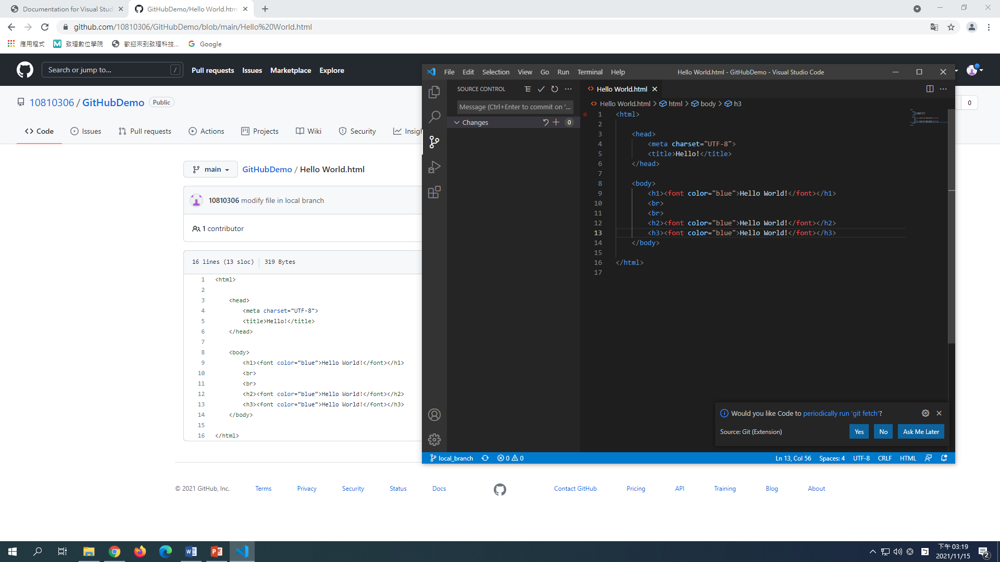 Documentation for Visual Stud
GitHubDemo/Hello World.html
github.com/10810306/GitHubDemo/blob/main/Hello%20World.html
應用程式
致理數位學院
歡迎來到致理科技...
Google
Search or jump to...
/
Pull requests
Issues
Marketplace
Explore
10810306 / GitHubDemo
Public
0
Code
Issues
Pull requests
Actions
Projects
Wiki
Security
Insigh
main
GitHubDemo / Hello World.html
10810306 modify file in local branch
1 contributor
16 lines (13 sloc)
319 Bytes
1 <html>
2
3 <head>
4 <meta charset="UTF-8">
5 <title>Hello!</title>
6 </head>
7
8 <body>
9 <h1><font color="blue">Hello World!</font></h1>
10 <br>
11 <br>
12 <h2><font color="blue">Hello World!</font></h2>
13 <h3><font color="blue">Hello World!</font></h3>
14 </body>
15
16 </html>
File Edit Selection View Go Run Terminal Help
Hello World.html - GitHubDemo - Visual Studio Code
SOURCE CONTROL
Message (Ctrl+Enter to commit on '...
Changes
0
Hello World.html
Hello World.html > html > body > h3
1 <html>
2
3 <head>
4 <meta charset="UTF-8">
5 <title>Hello!</title>
6 </head>
7
8 <body>
9 <h1><font color="blue">Hello World!</font></h1>
10 <br>
11 <br>
12 <h2><font color="blue">Hello World!</font></h2>
13 <h3><font color="blue">Hello World!</font></h3>
14 </body>
15
16 </html>
17
Would you like Code to periodically run 'git fetch'?
Source: Git (Extension)
Yes
No
Ask Me Later
local_branch
0
0
Ln 13, Col 56
Spaces: 4
UTF-8
CRLF
HTML
© 2021 GitHub, Inc.
Terms
Privacy
Security
Status
Docs
Contact GitHub
Pricing
API
Training
Blog
About
下午 03:19
2021/11/15
2